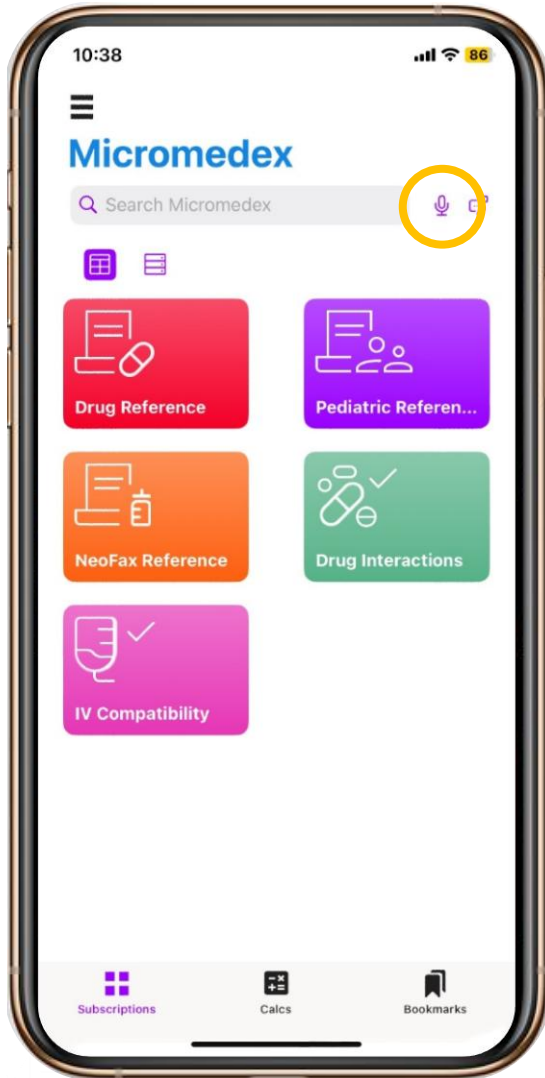 10:38 86
Micromedex
Search Micromedex
Drug Reference
Pediatric Referen...
NeoFax Reference
Drug Interactions
IV Compatibility
Subscriptions
Calcs
Bookmarks